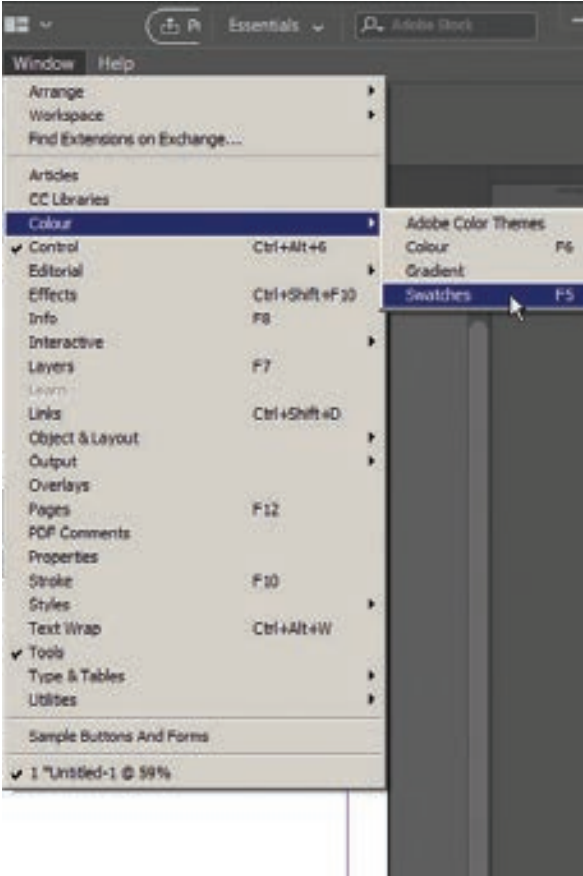 Essentials
Adobe Stock
Window Help
Arrange
Workspace
Find Extensions on Exchange...
Articles
CC Libraries
Colour
Adobe Color Themes
Control Ctrl+Alt+6
Colour F6
Editorial
Gradient
Effects Ctrl+Shift+F10
Swatches F5
Info F8
Interactive
Layers F7
Learn
Links Ctrl+Shift+D
Object & Layout
Output
Overlays
Pages F12
PDF Comments
Properties
Stroke F10
Styles
Text Wrap Ctrl+Alt+W
Tools
Type & Tables
Utilities
Sample Buttons And Forms
1 "Untitled-1 @ 59%